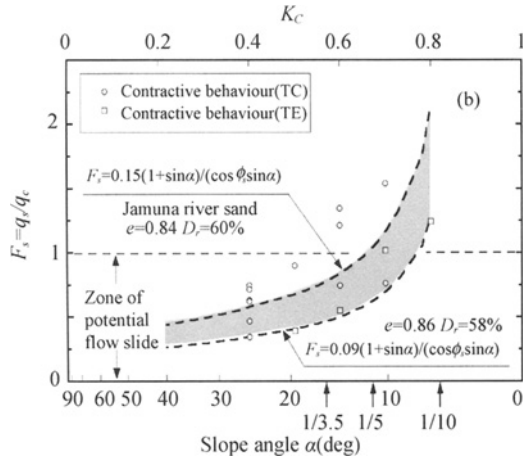 K_C
0 0.2 0.4 0.6 0.8 1
Contractive behaviour(TC) (b)
Contractive behaviour(TE)
2
F_s=0.15(1+sinα)/(cosϕ_s sinα)
Jamuna river sand
e=0.84 D_r=60%
F_s=q_s/q_c
1
Zone of
potential
flow slide
e=0.86 D_r=58%
F_s=0.09(1+sinα)/(cosϕ_s sinα)
0
90 60 50 40 30 20 10 0
1/3.5 1/5 1/10
Slope angle α(deg)